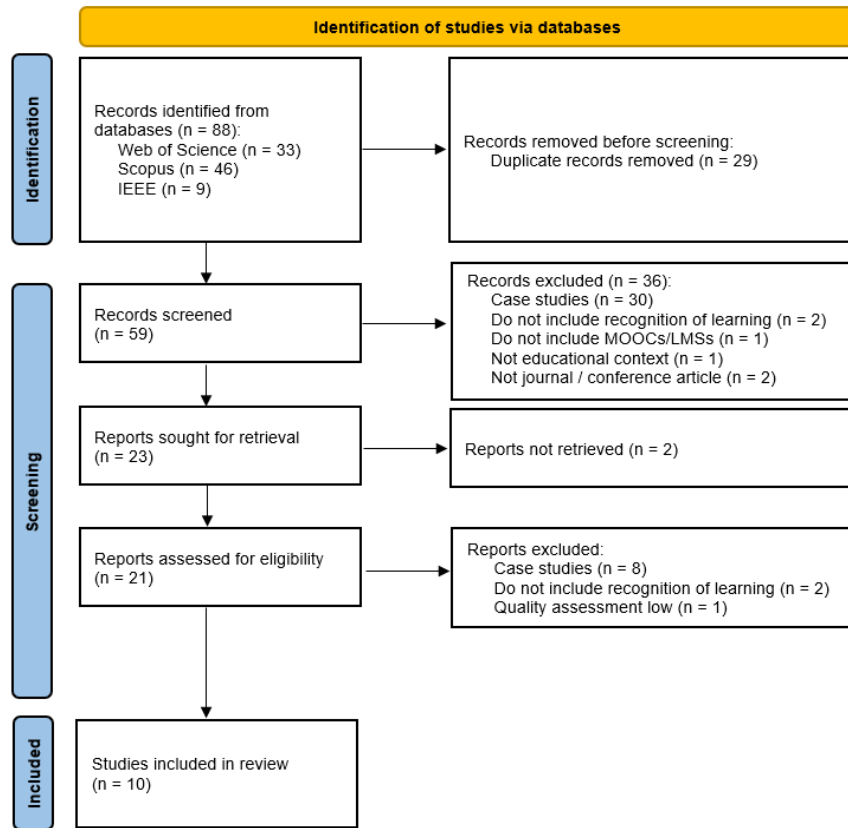 Identification of studies via databases
Identification
Records identified from
databases (n = 88):
Web of Science (n = 33)
Scopus (n = 46)
IEEE (n = 9)
Records removed before screening:
Duplicate records removed (n = 29)
Screening
Records screened
(n = 59)
Records excluded (n = 36):
Case studies (n = 30)
Do not include recognition of learning (n = 2)
Do not include MOOCs/LMSs (n = 1)
Not educational context (n = 1)
Not journal / conference article (n = 2)
Reports sought for retrieval
(n = 23)
Reports not retrieved (n = 2)
Reports assessed for eligibility
(n = 21)
Reports excluded:
Case studies (n = 8)
Do not include recognition of learning (n = 2)
Quality assessment low (n = 1)
Included
Studies included in review
(n = 10)